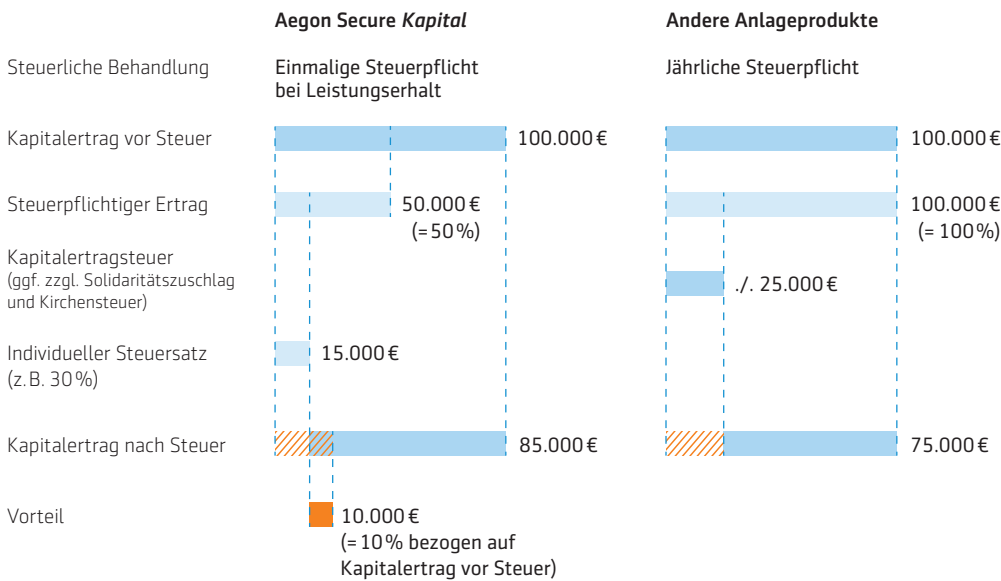 Aegon Secure Kapital
Andere Anlageprodukte
Steuerliche Behandlung
Einmalige Steuerpflicht
bei Leistungserhalt
Jährliche Steuerpflicht
Kapitalertrag vor Steuer
100.000 €
100.000 €
Steuerpflichtiger Ertrag
50.000 €
(= 50 %)
100.000 €
(= 100 %)
Kapitalertragsteuer
(ggf. zzgl. Solidaritätszuschlag
und Kirchensteuer)
./. 25.000 €
Individueller Steuersatz
(z. B. 30 %)
15.000 €
Kapitalertrag nach Steuer
85.000 €
75.000 €
Vorteil
10.000 €
(= 10 % bezogen auf
Kapitalertrag vor Steuer)